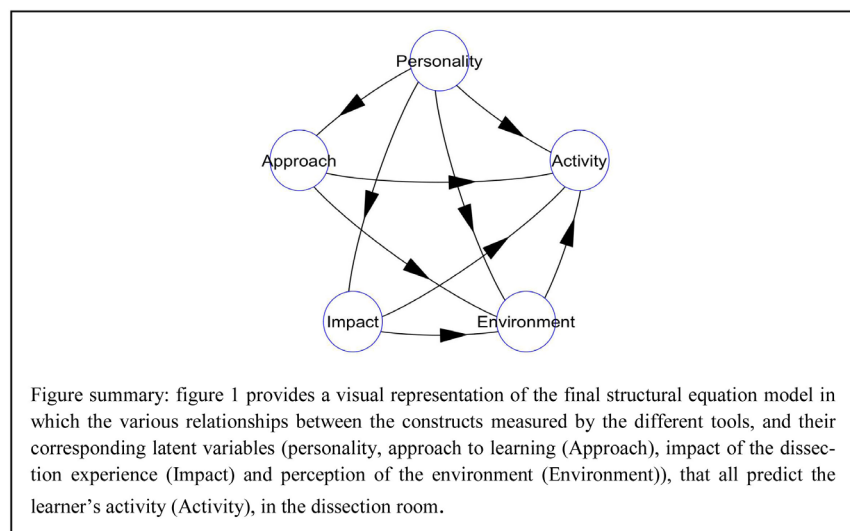 Personality
Approach
Activity
Impact
Environment
Figure summary: figure 1 provides a visual representation of the final structural equation model in
which the various relationships between the constructs measured by the different tools, and their
corresponding latent variables (personality, approach to learning (Approach), impact of the dissec-
tion experience (Impact) and perception of the environment (Environment)), that all predict the
learner's activity (Activity), in the dissection room.